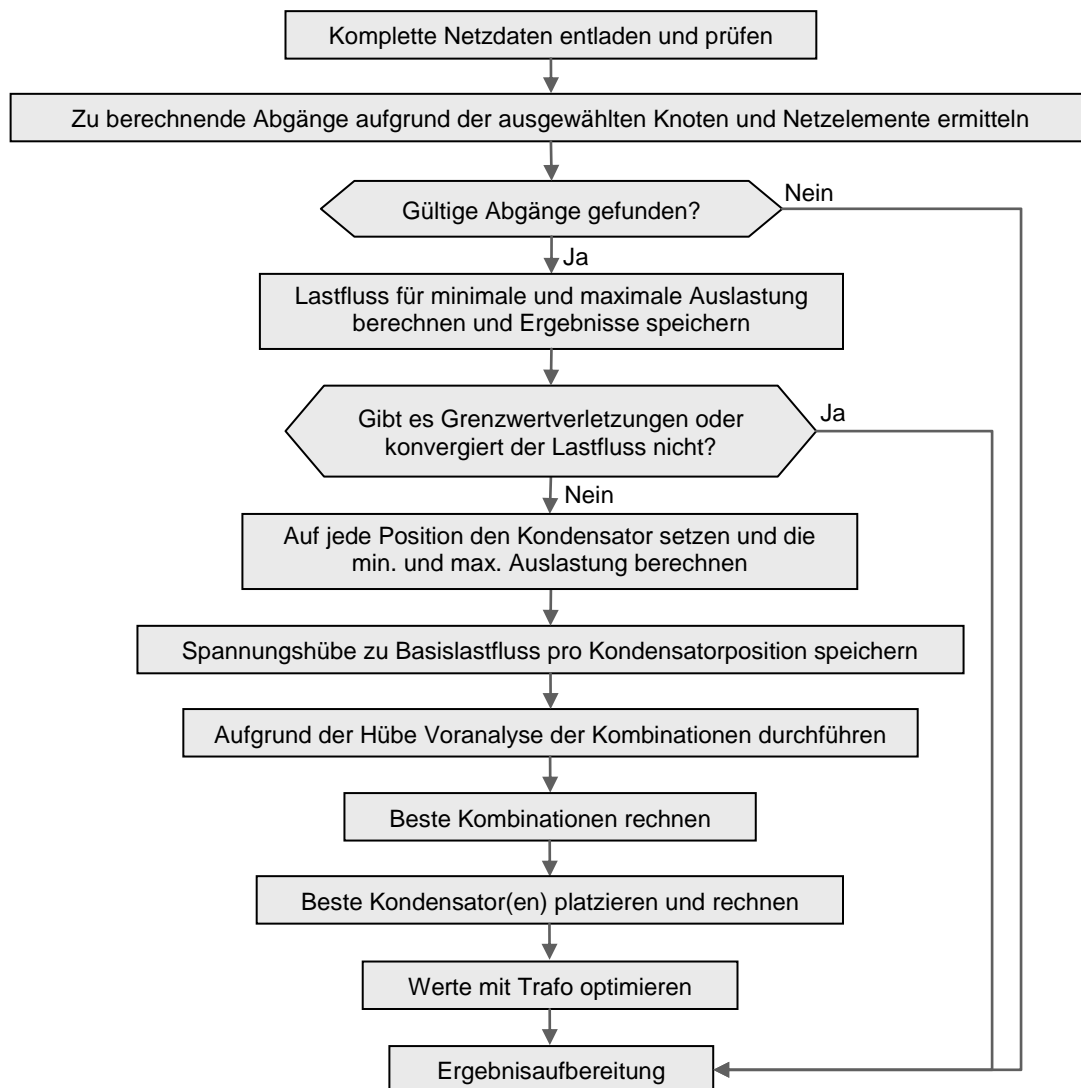 Komplette Netzdaten entladen und prüfen
Zu berechnende Abgänge aufgrund der ausgewählten Knoten und Netzelemente ermitteln
Gültige Abgänge gefunden?
Nein
Ja
Lastfluss für minimale und maximale Auslastung
berechnen und Ergebnisse speichern
Gibt es Grenzwertverletzungen oder
konvergiert der Lastfluss nicht?
Ja
Nein
Auf jede Position den Kondensator setzen und die
min. und max. Auslastung berechnen
Spannungshübe zu Basislastfluss pro Kondensatorposition speichern
Aufgrund der Hübe Voranalyse der Kombinationen durchführen
Beste Kombinationen rechnen
Beste Kondensator(en) platzieren und rechnen
Werte mit Trafo optimieren
Ergebnisaufbereitung